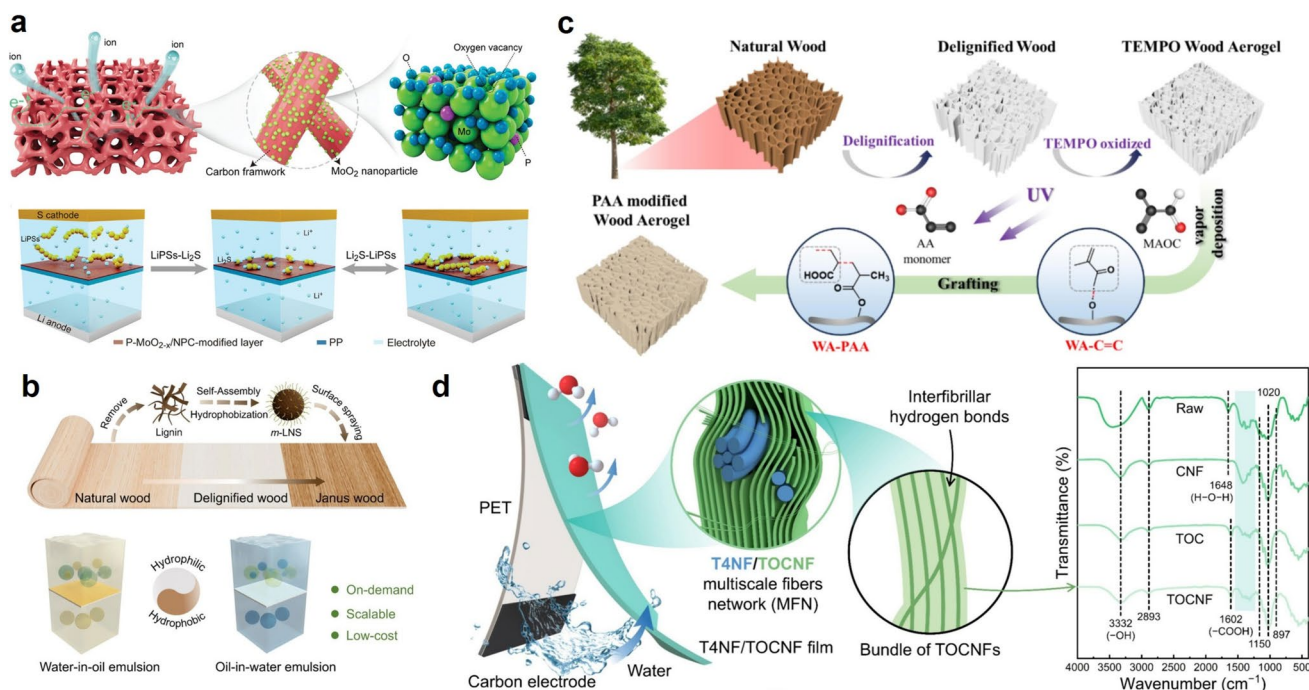 a
ion
ion
ion
e-
Carbon framwork
MoO₂ nanoparticle
O
Oxygen vacancy
Mo
P
S cathode
LiPSs
Li anode
LiPSs-Li₂S
Li⁺
Li₂S
Li⁺
Li₂S-LiPSs
P-MoO₂₋ₓ/NPC-modified layer
PP
Electrolyte
b
Remove
Lignin
Self-Assembly
Hydrophobization
m-LNS
Surface spraying
Natural wood
Delignified wood
Janus wood
Hydrophilic
Hydrophobic
On-demand
Scalable
Low-cost
Water-in-oil emulsion
Oil-in-water emulsion
c
Natural Wood
Delignified Wood
TEMPO Wood Aerogel
Delignification
TEMPO oxidized
PAA modified
Wood Aerogel
AA
monomer
UV
MAOC
vapor
deposition
HOOC
CH₃
O
O
O
O
Grafting
WA-PAA
WA-C=C
d
PET
Carbon electrode
Water
T4NF/TOCNF
multiscale fibers
network (MFN)
T4NF/TOCNF film
Interfibrillar
hydrogen bonds
Bundle of TOCNFs
Transmittance (%)
Raw
CNF
TOC
TOCNF
1020
1648
(H−O−H)
3332
(−OH)
2893
1602
(−COOH)
1150
897
4000
3000
2000
1000
Wavenumber (cm⁻¹)